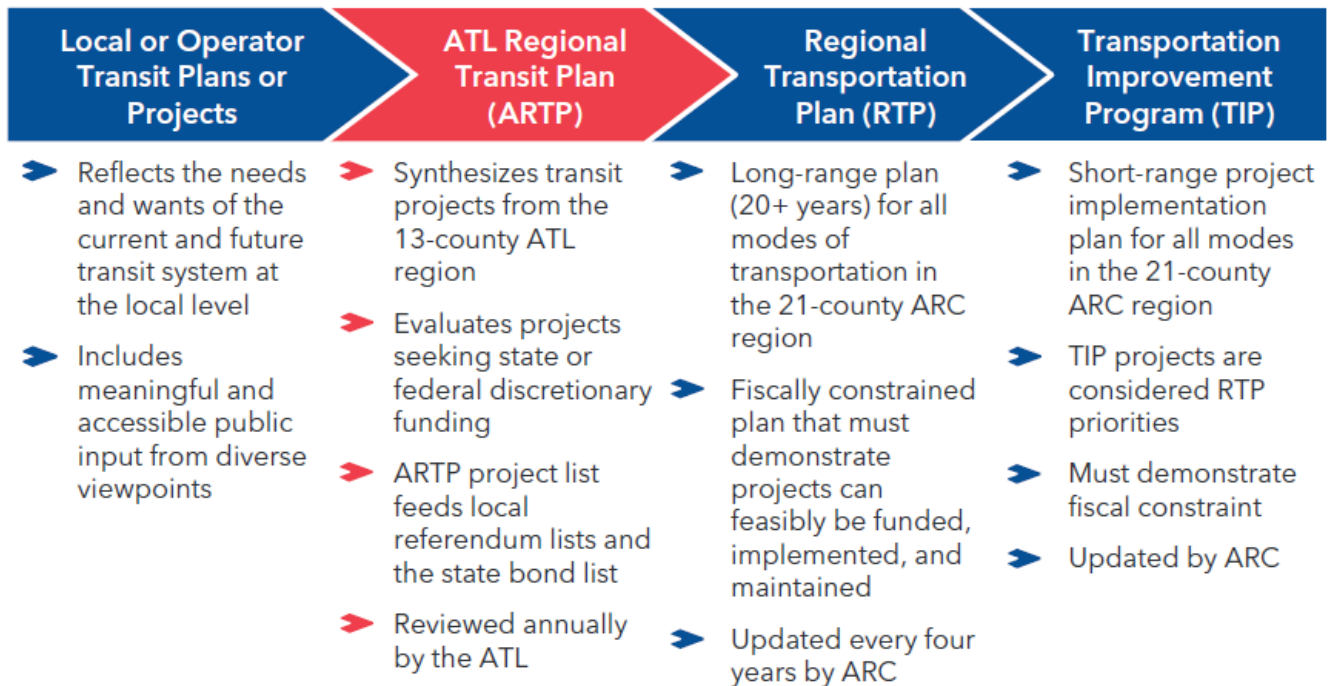 Local or Operator
Transit Plans or
Projects
Reflects the needs
and wants of the
current and future
transit system at
the local level
Includes
meaningful and
accessible public
input from diverse
viewpoints
ATL Regional
Transit Plan
(ARTP)
Synthesizes transit
projects from the
13-county ATL
region
Evaluates projects
seeking state or
federal discretionary
funding
ARTP project list
feeds local
referendum lists and
the state bond list
Reviewed annually
by the ATL
Regional
Transportation
Plan (RTP)
Long-range plan
(20+ years) for all
modes of
transportation in
the 21-county ARC
region
Fiscally constrained
plan that must
demonstrate
projects can
feasibly be funded,
implemented, and
maintained
Updated every four
years by ARC
Transportation
Improvement
Program (TIP)
Short-range project
implementation
plan for all modes
in the 21-county
ARC region
TIP projects are
considered RTP
priorities
Must demonstrate
fiscal constraint
Updated by ARC